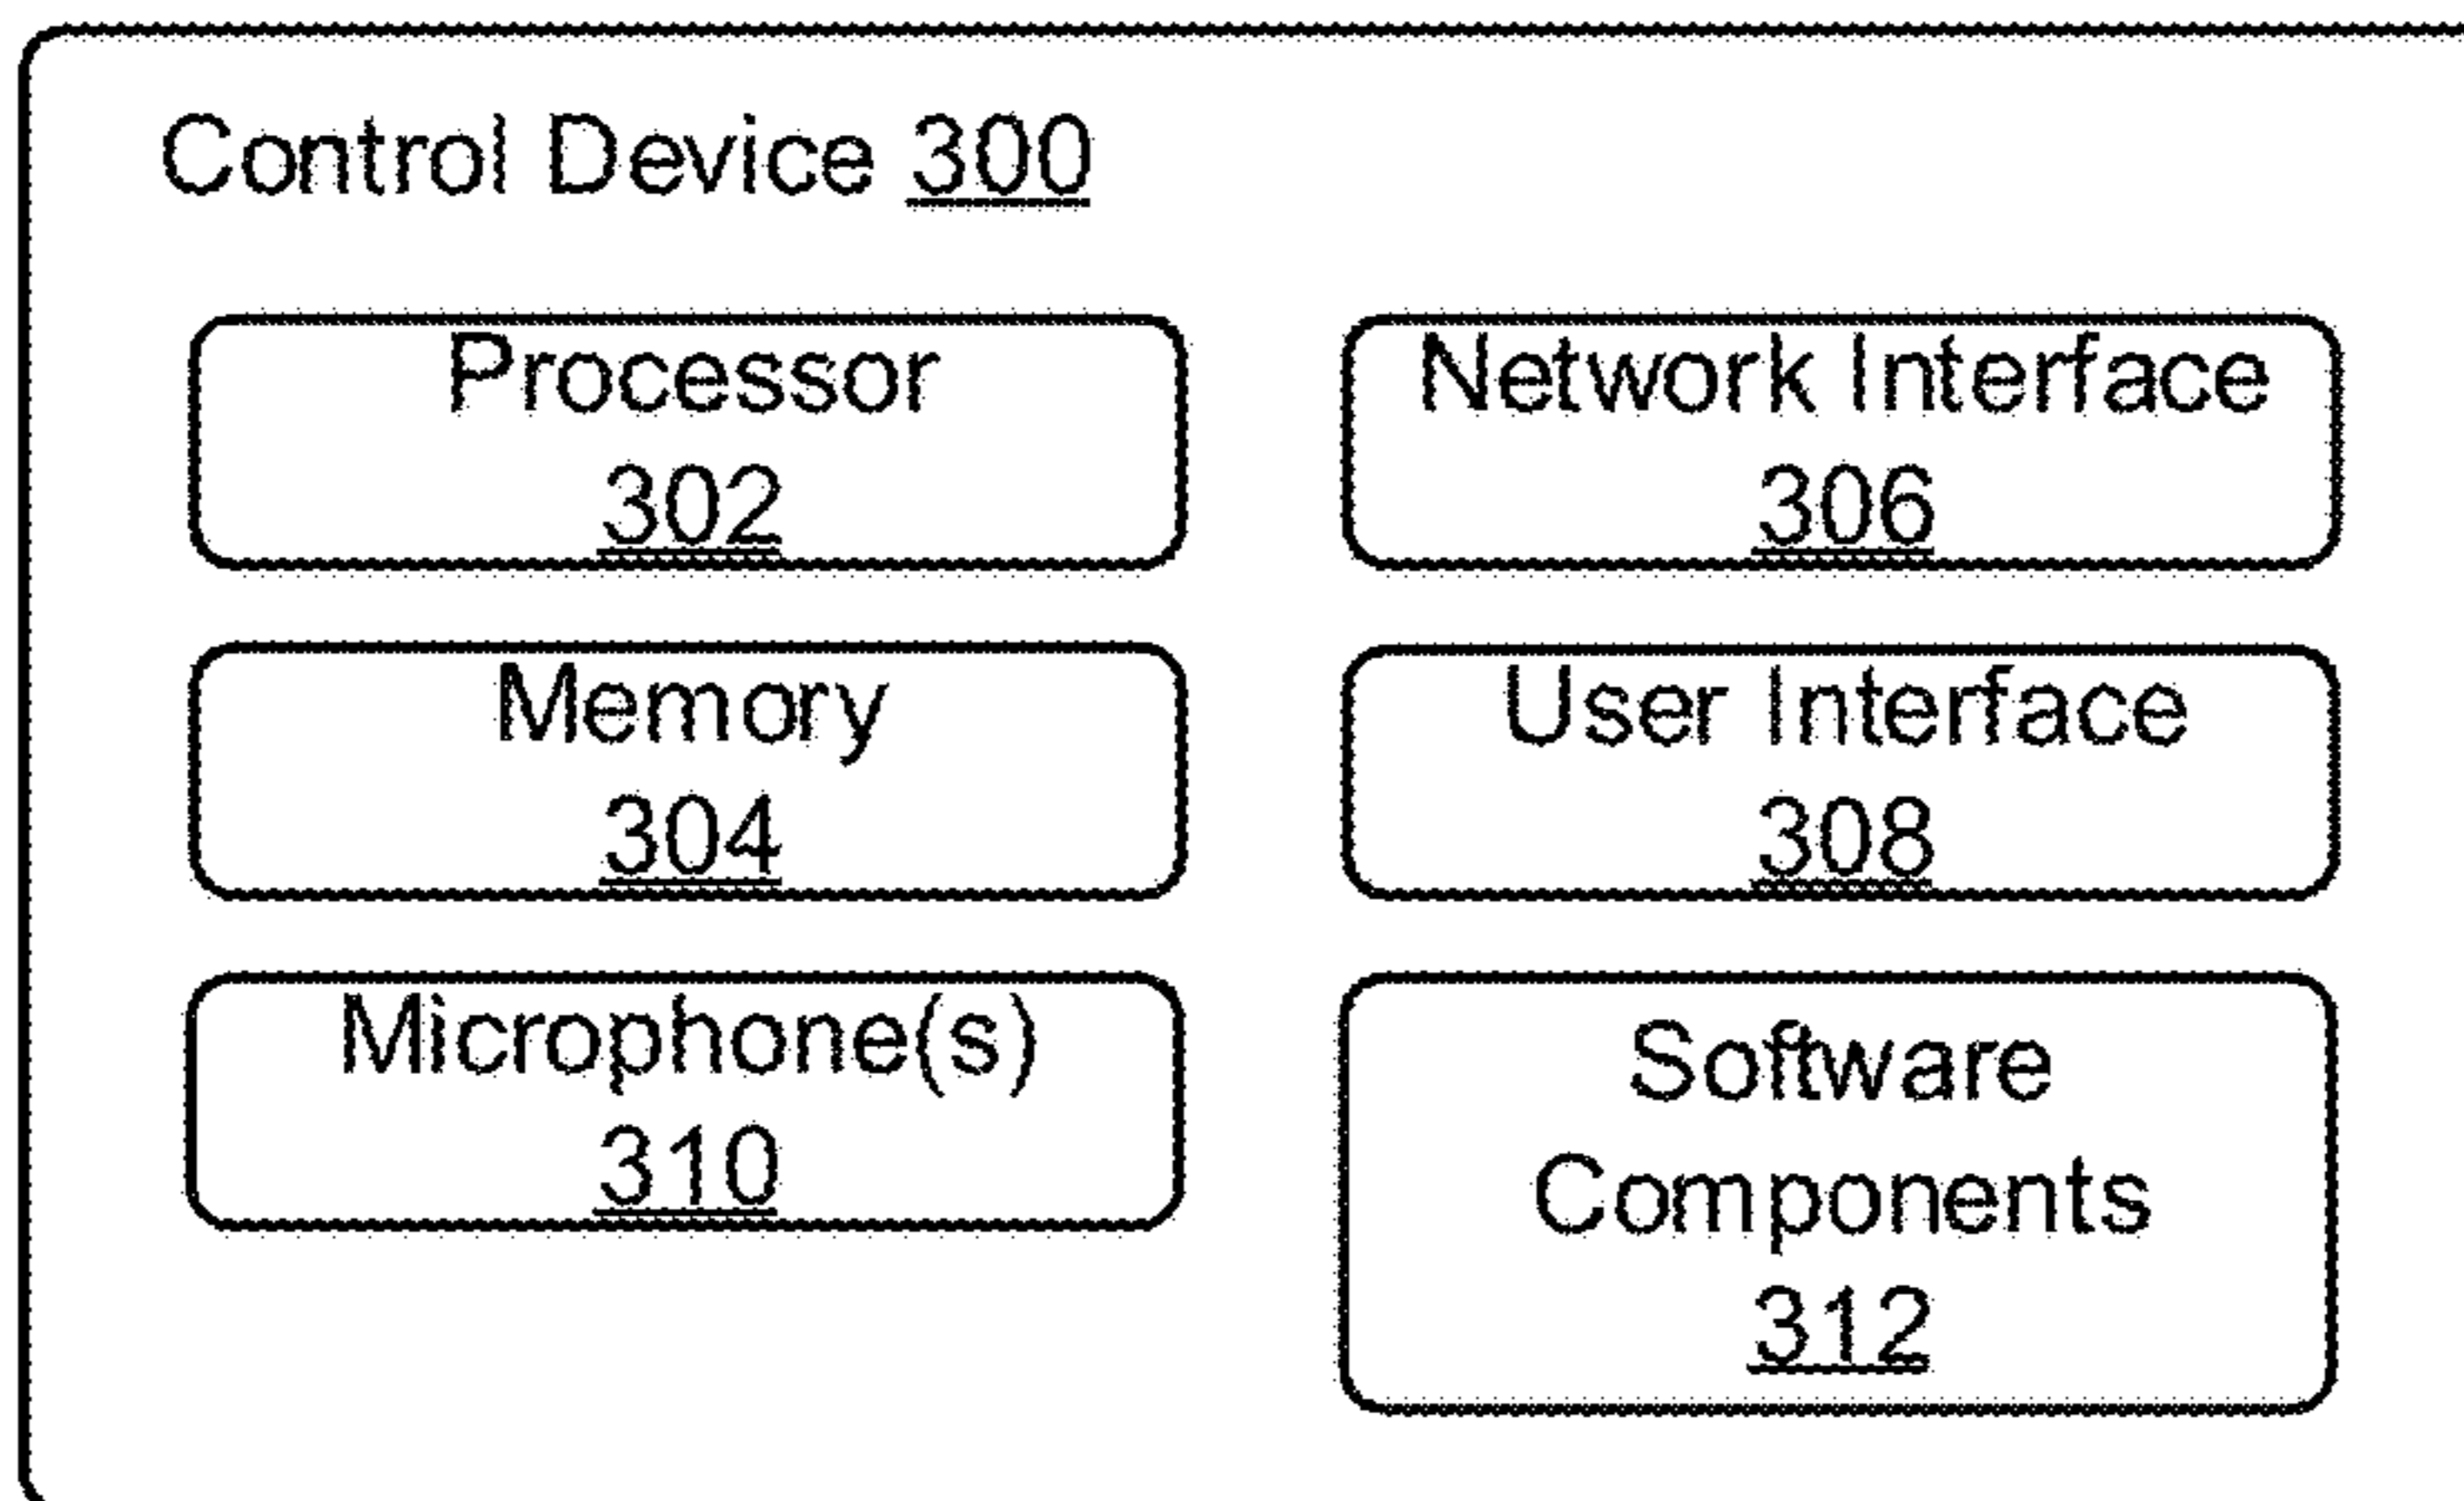 Control Device 300
Processor
302
Network Interface
306
Memory
304
User Interface
308
Microphone(s)
310
Software
Components
312